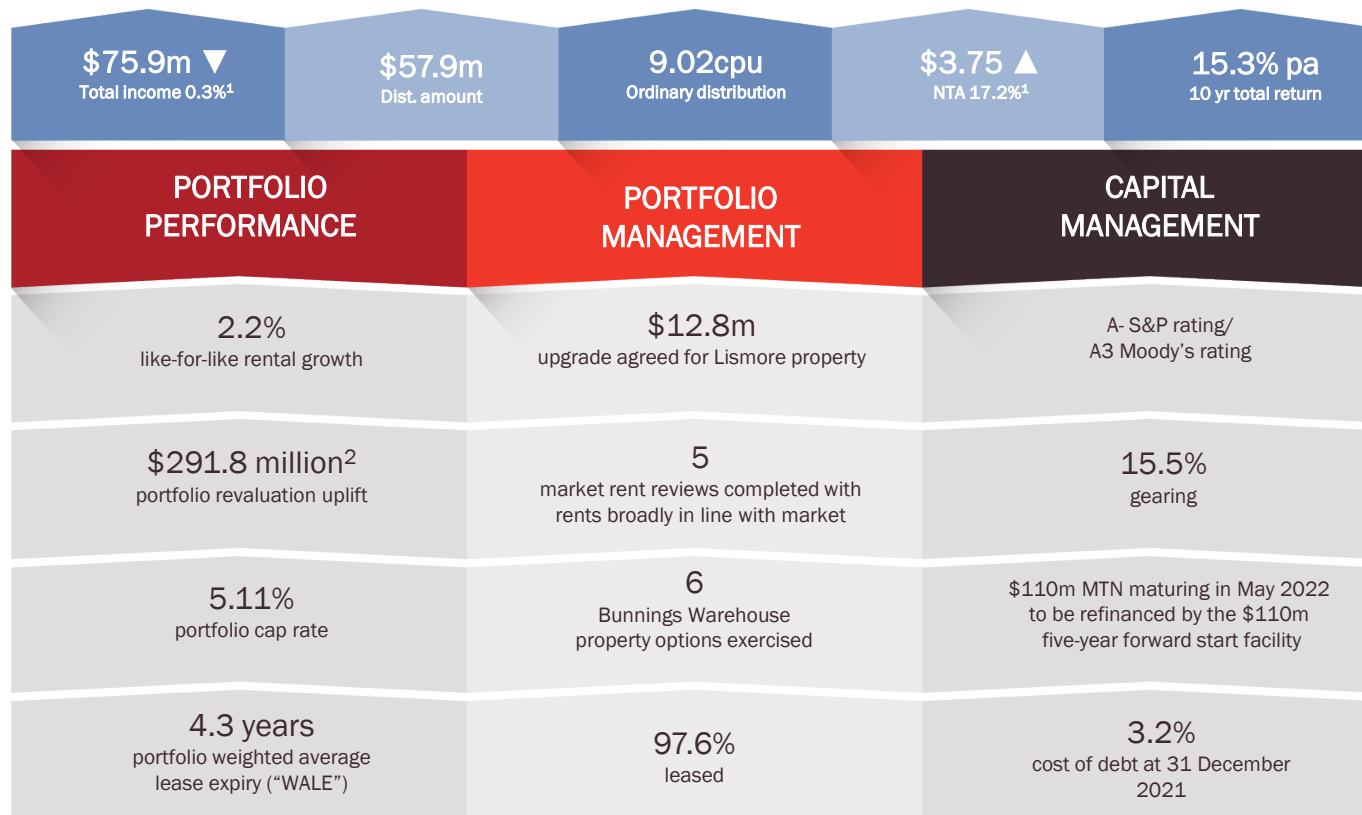 $75.9m ▼
Total income 0.3%¹
$57.9m
Dist. amount
9.02cpu
Ordinary distribution
$3.75 ▲
NTA 17.2%¹
15.3% pa
10 yr total return
PORTFOLIO
PERFORMANCE
2.2%
like-for-like rental growth
$291.8 million²
portfolio revaluation uplift
5.11%
portfolio cap rate
4.3 years
portfolio weighted average
lease expiry (“WALE”)
PORTFOLIO
MANAGEMENT
$12.8m
upgrade agreed for Lismore property
5
market rent reviews completed with
rents broadly in line with market
6
Bunnings Warehouse
property options exercised
97.6%
leased
CAPITAL
MANAGEMENT
A- S&P rating/
A3 Moody’s rating
15.5%
gearing
$110m MTN maturing in May 2022
to be refinanced by the $110m
five-year forward start facility
3.2%
cost of debt at 31 December
2021